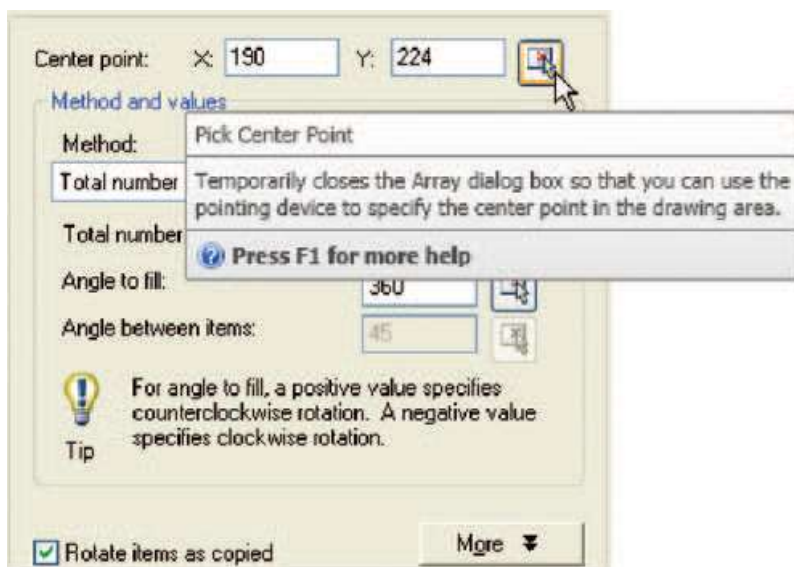 Center point: X: 190 Y: 224
Method and values
Method:
Pick Center Point
Total number
Temporarily closes the Array dialog box so that you can use the
pointing device to specify the center point in the drawing area.
Total number
Press F1 for more help
Angle to fill: 360
Angle between items: 45
For angle to fill, a positive value specifies
counterclockwise rotation. A negative value
specifies clockwise rotation.
Tip
Rotate items as copied
More